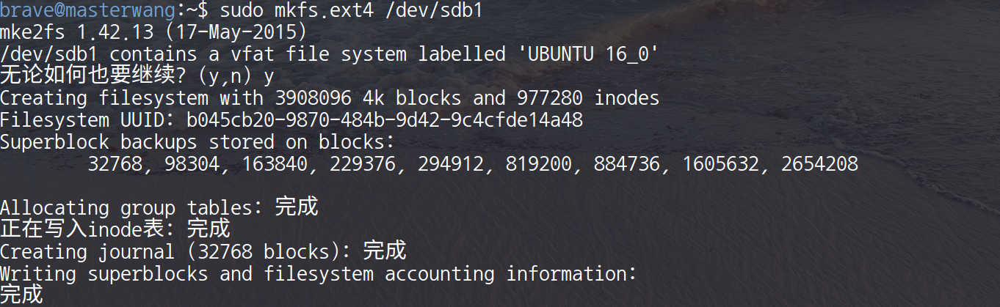 brave@masterwang:~$ sudo mkfs.ext4 /dev/sdb1
mke2fs 1.42.13 (17-May-2015)
/dev/sdb1 contains a vfat file system labelled 'UBUNTU 16_0'
无论如何也要继续? (y,n) y
Creating filesystem with 3908096 4k blocks and 977280 inodes
Filesystem UUID: b045cb20-9870-484b-9d42-9c4cfde14a48
Superblock backups stored on blocks:
32768, 98304, 163840, 229376, 294912, 819200, 884736, 1605632, 2654208
Allocating group tables: 完成
正在写入inode表: 完成
Creating journal (32768 blocks): 完成
Writing superblocks and filesystem accounting information:
完成